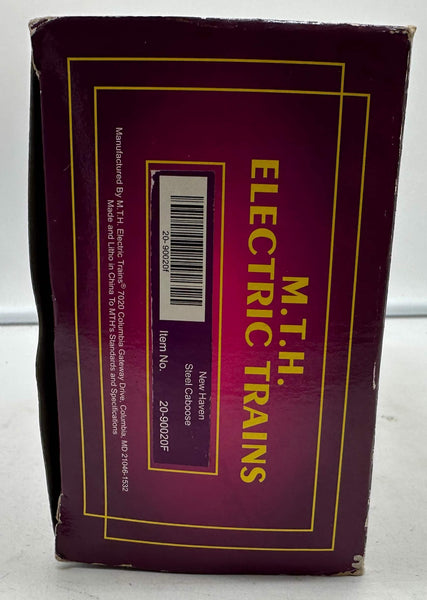 M.T.H.
ELECTRIC TRAINS
New Haven
Steel Caboose
20-90020f
Item No. 20-90020F
Manufactured By M.T.H. Electric Trains® 7020 Columbia Gateway Drive, Columbia, MD 21046-1532
Made and Litho in China To MTH's Standards and Specifications